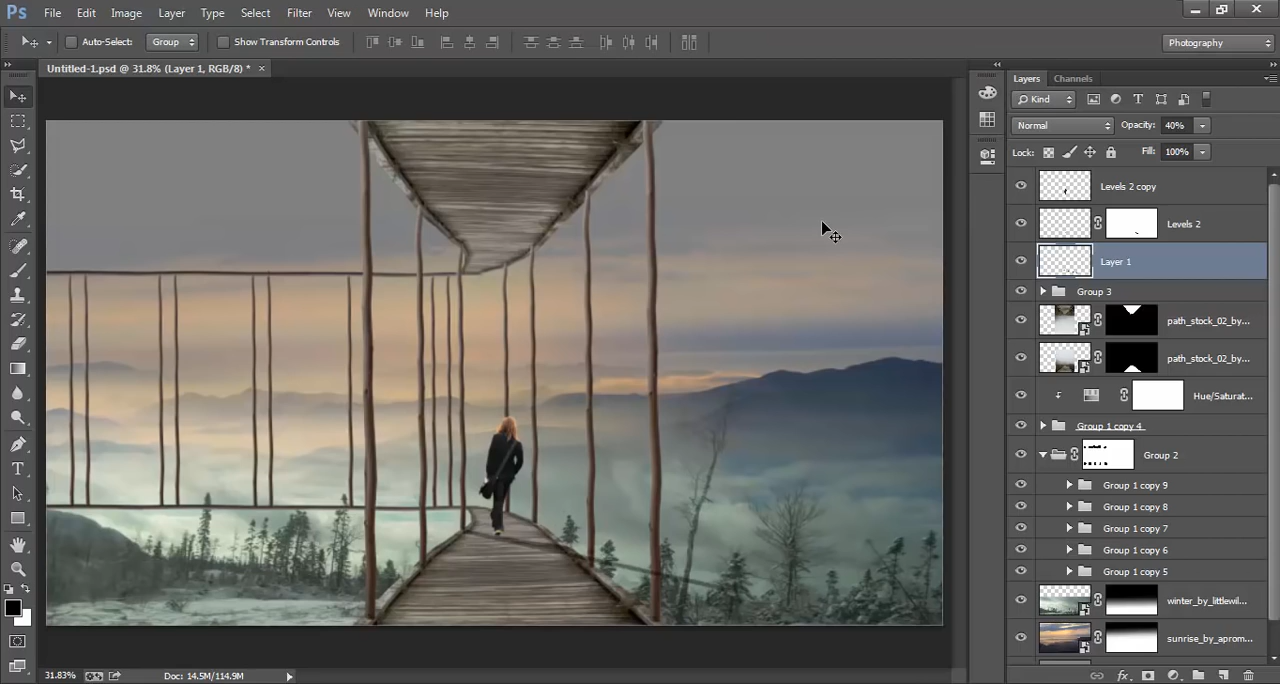 Ps File Edit Image Layer Type Select Filter View Window Help
Auto-Select: Group Show Transform Controls Photography
Untitled-1.psd @ 31.8% (Layer 1, RGB/8) * ×
Layers Channels
Kind
Normal Opacity: 40%
Lock: Fill: 100%
Levels 2 copy
Levels 2
Layer 1
Group 3
path_stock_02_by...
path_stock_02_by...
Hue/Saturat...
Group 1 copy 4
Group 2
Group 1 copy 9
Group 1 copy 8
Group 1 copy 7
Group 1 copy 6
Group 1 copy 5
winter_by_littlewil...
sunrise_by_aprom...
31.83% Doc: 14.5M/114.9M